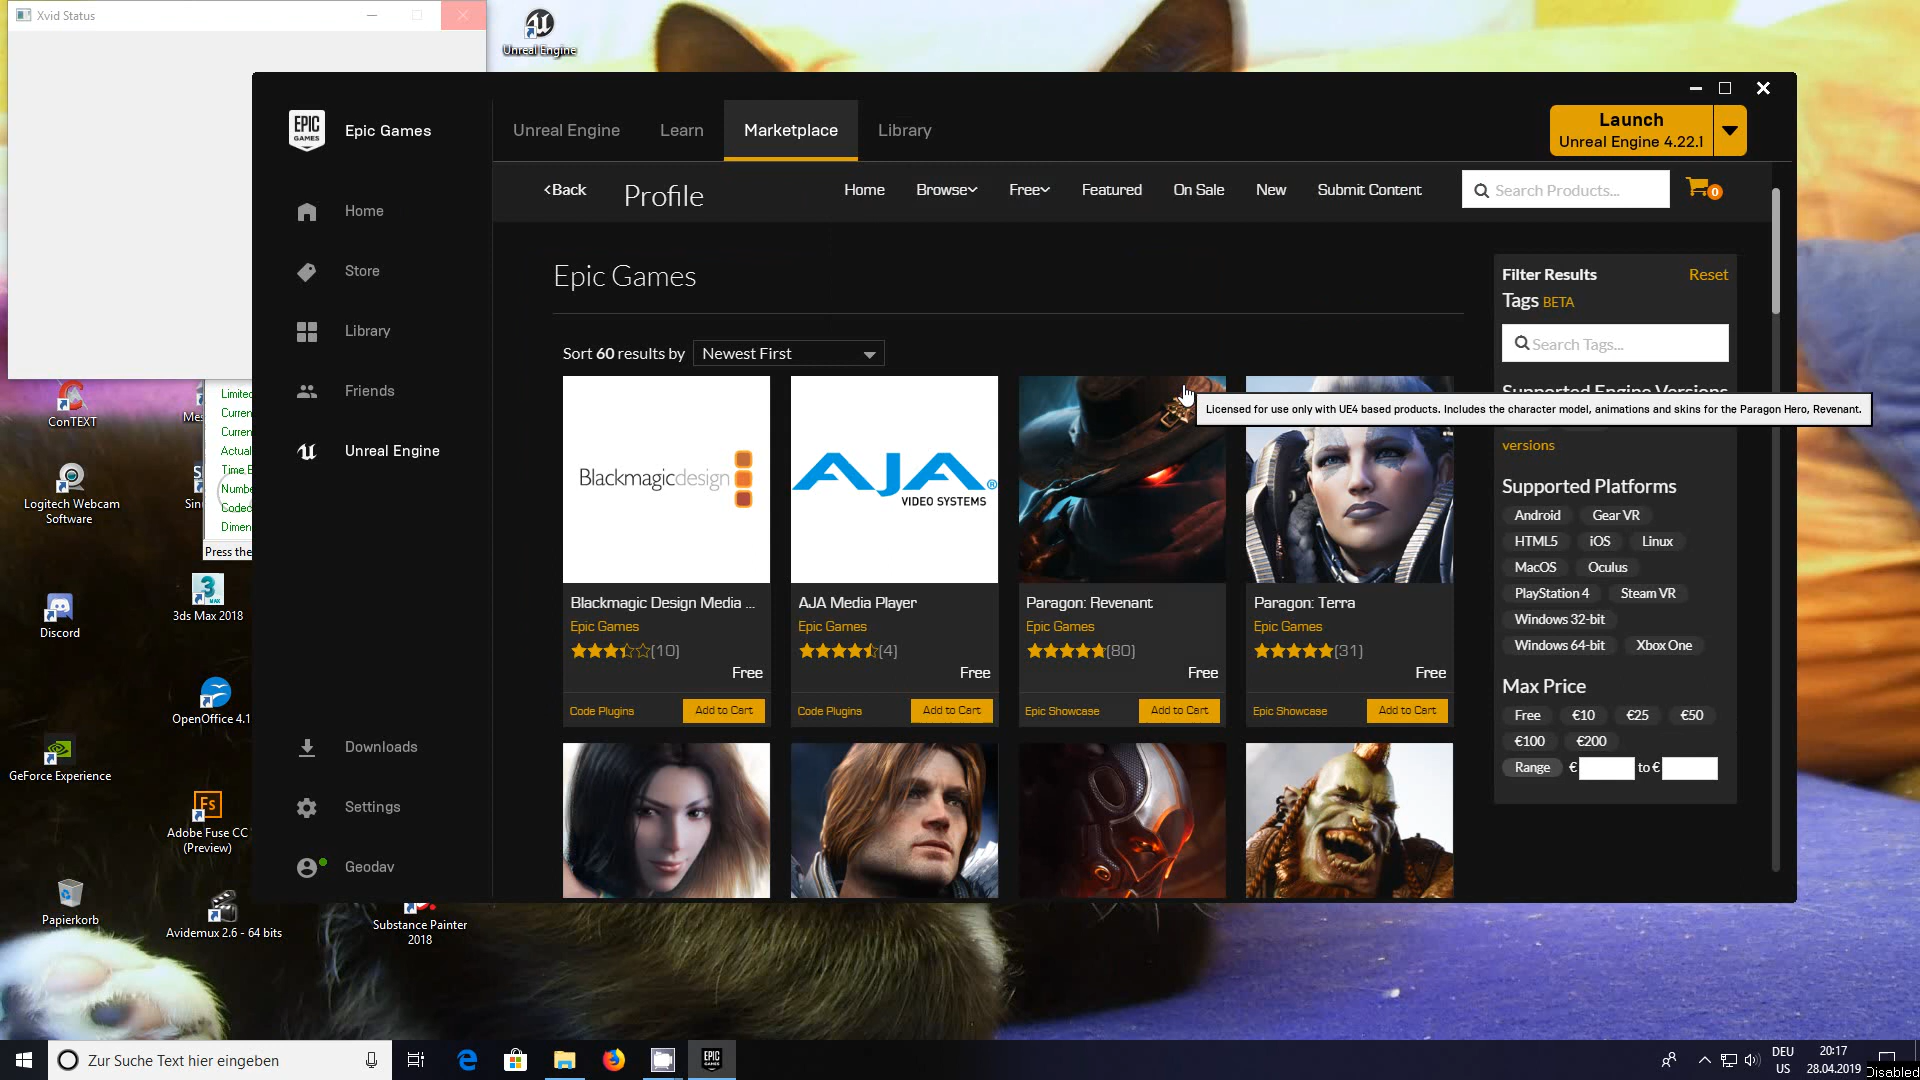 Xvid Status
Unreal Engine
EPIC GAMES
Epic Games
Unreal Engine
Learn
Marketplace
Library
Launch
Unreal Engine 4.22.1
<Back
Profile
Home
Browse
Free
Featured
On Sale
New
Submit Content
Search Products...
0
Home
Store
Library
Friends
Unreal Engine
Downloads
Settings
Geodav
Epic Games
Sort 60 results by
Newest First
Filter Results
Reset
Tags BETA
Search Tags...
Supported Engine Versions
Licensed for use only with UE4 based products. Includes the character model, animations and skins for the Paragon Hero, Revenant.
versions
Supported Platforms
Android
Gear VR
HTML5
iOS
Linux
MacOS
Oculus
PlayStation 4
Steam VR
Windows 32-bit
Windows 64-bit
Xbox One
Max Price
Free
€10
€25
€50
€100
€200
Range
€
to €
Blackmagicdesign
AJA
VIDEO SYSTEMS
Blackmagic Design Media ...
Epic Games
(10)
Free
Code Plugins
Add to Cart
AJA Media Player
Epic Games
(4)
Free
Code Plugins
Add to Cart
Paragon: Revenant
Epic Games
(80)
Free
Epic Showcase
Add to Cart
Paragon: Terra
Epic Games
(31)
Free
Epic Showcase
Add to Cart
ConTEXT
Logitech Webcam
Software
Discord
3ds Max 2018
OpenOffice 4.1
GeForce Experience
Adobe Fuse CC
(Preview)
Papierkorb
Avidemux 2.6 - 64 bits
Substance Painter
2018
Press the
Zur Suche Text hier eingeben
DEU
US
20:17
28.04.2019
Disabled